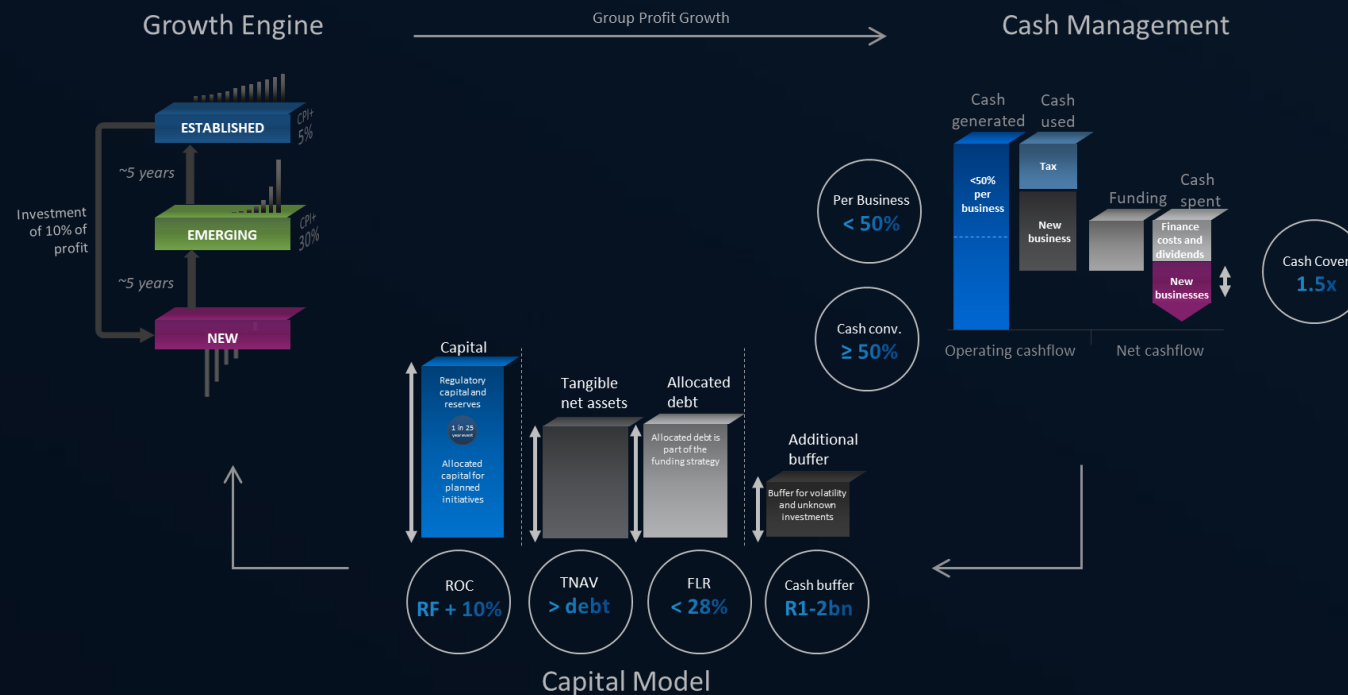 Growth Engine
Group Profit Growth
Cash Management
ESTABLISHED
CPI+
5%
~5 years
Investment
of 10% of
profit
EMERGING
CPI+
30%
~5 years
NEW
Cash
generated
Cash
used
<50%
per
business
Tax
New
business
Funding
Cash
spent
Finance
costs and
dividends
New
businesses
Operating cashflow
Net cashflow
Per Business
< 50%
Cash conv.
≥ 50%
Cash Cover
1.5x
Capital
Regulatory
capital and
reserves
1 in 25
year event
Allocated
capital for
planned
initiatives
Tangible
net assets
Allocated
debt
Allocated debt is
part of the
funding strategy
Additional
buffer
Buffer for volatility
and unknown
investments
ROC
RF + 10%
TNAV
> debt
FLR
< 28%
Cash buffer
R1-2bn
Capital Model